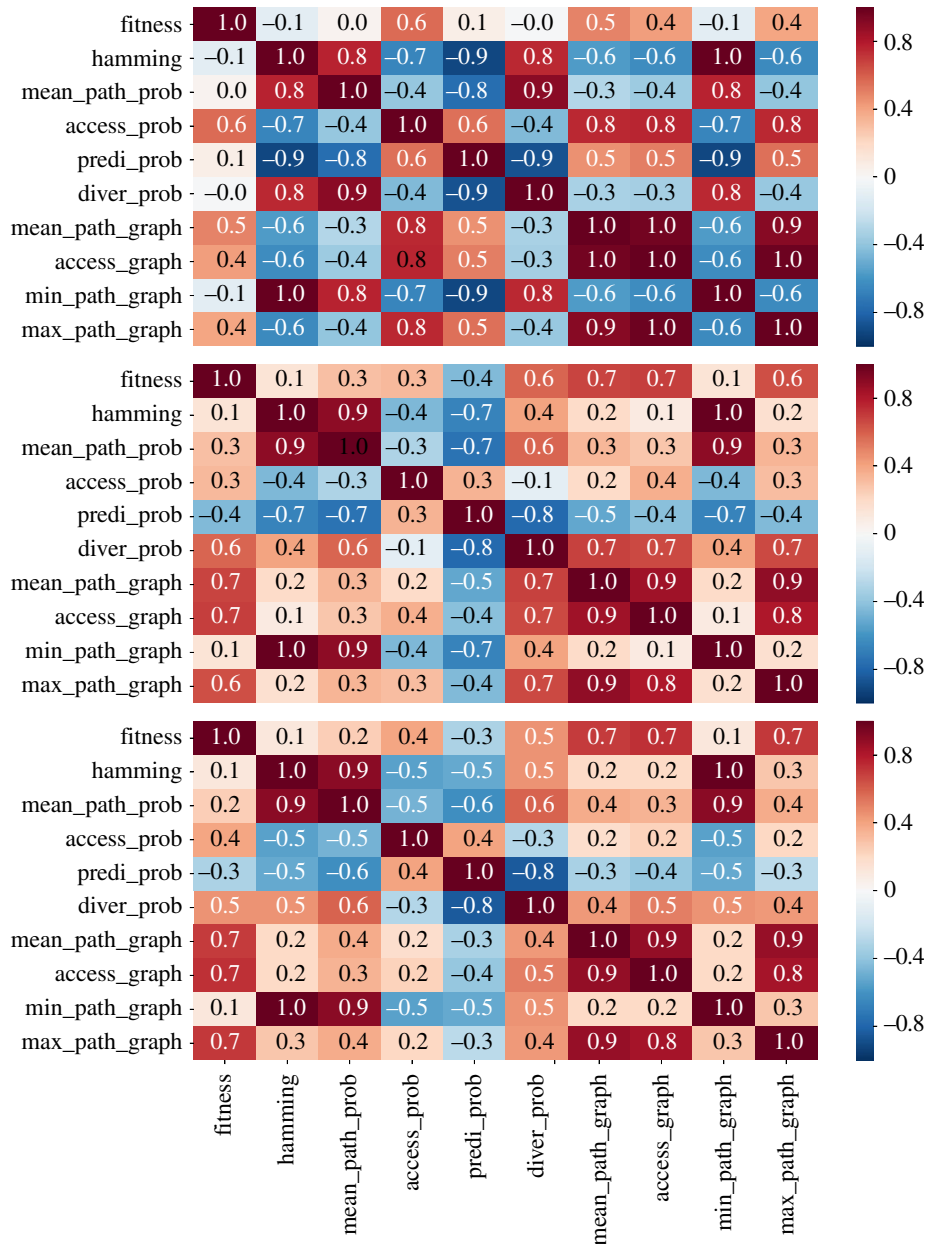 fitness 1.0 –0.1 0.0 0.6 0.1 –0.0 0.5 0.4 –0.1 0.4
hamming –0.1 1.0 0.8 –0.7 –0.9 0.8 –0.6 –0.6 1.0 –0.6
mean_path_prob 0.0 0.8 1.0 –0.4 –0.8 0.9 –0.3 –0.4 0.8 –0.4
access_prob 0.6 –0.7 –0.4 1.0 0.6 –0.4 0.8 0.8 –0.7 0.8
predi_prob 0.1 –0.9 –0.8 0.6 1.0 –0.9 0.5 0.5 –0.9 0.5
diver_prob –0.0 0.8 0.9 –0.4 –0.9 1.0 –0.3 –0.3 0.8 –0.4
mean_path_graph 0.5 –0.6 –0.3 0.8 0.5 –0.3 1.0 1.0 –0.6 0.9
access_graph 0.4 –0.6 –0.4 0.8 0.5 –0.3 1.0 1.0 –0.6 1.0
min_path_graph –0.1 1.0 0.8 –0.7 –0.9 0.8 –0.6 –0.6 1.0 –0.6
max_path_graph 0.4 –0.6 –0.4 0.8 0.5 –0.4 0.9 1.0 –0.6 1.0
0.8
0.4
0
–0.4
–0.8
fitness 1.0 0.1 0.3 0.3 –0.4 0.6 0.7 0.7 0.1 0.6
hamming 0.1 1.0 0.9 –0.4 –0.7 0.4 0.2 0.1 1.0 0.2
mean_path_prob 0.3 0.9 1.0 –0.3 –0.7 0.6 0.3 0.3 0.9 0.3
access_prob 0.3 –0.4 –0.3 1.0 0.3 –0.1 0.2 0.4 –0.4 0.3
predi_prob –0.4 –0.7 –0.7 0.3 1.0 –0.8 –0.5 –0.4 –0.7 –0.4
diver_prob 0.6 0.4 0.6 –0.1 –0.8 1.0 0.7 0.7 0.4 0.7
mean_path_graph 0.7 0.2 0.3 0.2 –0.5 0.7 1.0 0.9 0.2 0.9
access_graph 0.7 0.1 0.3 0.4 –0.4 0.7 0.9 1.0 0.1 0.8
min_path_graph 0.1 1.0 0.9 –0.4 –0.7 0.4 0.2 0.1 1.0 0.2
max_path_graph 0.6 0.2 0.3 0.3 –0.4 0.7 0.9 0.8 0.2 1.0
0.8
0.4
0
–0.4
–0.8
fitness 1.0 0.1 0.2 0.4 –0.3 0.5 0.7 0.7 0.1 0.7
hamming 0.1 1.0 0.9 –0.5 –0.5 0.5 0.2 0.2 1.0 0.3
mean_path_prob 0.2 0.9 1.0 –0.5 –0.6 0.6 0.4 0.3 0.9 0.4
access_prob 0.4 –0.5 –0.5 1.0 0.4 –0.3 0.2 0.2 –0.5 0.2
predi_prob –0.3 –0.5 –0.6 0.4 1.0 –0.8 –0.3 –0.4 –0.5 –0.3
diver_prob 0.5 0.5 0.6 –0.3 –0.8 1.0 0.4 0.5 0.5 0.4
mean_path_graph 0.7 0.2 0.4 0.2 –0.3 0.4 1.0 0.9 0.2 0.9
access_graph 0.7 0.2 0.3 0.2 –0.4 0.5 0.9 1.0 0.2 0.8
min_path_graph 0.1 1.0 0.9 –0.5 –0.5 0.5 0.2 0.2 1.0 0.3
max_path_graph 0.7 0.3 0.4 0.2 –0.3 0.4 0.9 0.8 0.3 1.0
0.8
0.4
0
–0.4
–0.8
fitness
hamming
mean_path_prob
access_prob
predi_prob
diver_prob
mean_path_graph
access_graph
min_path_graph
max_path_graph